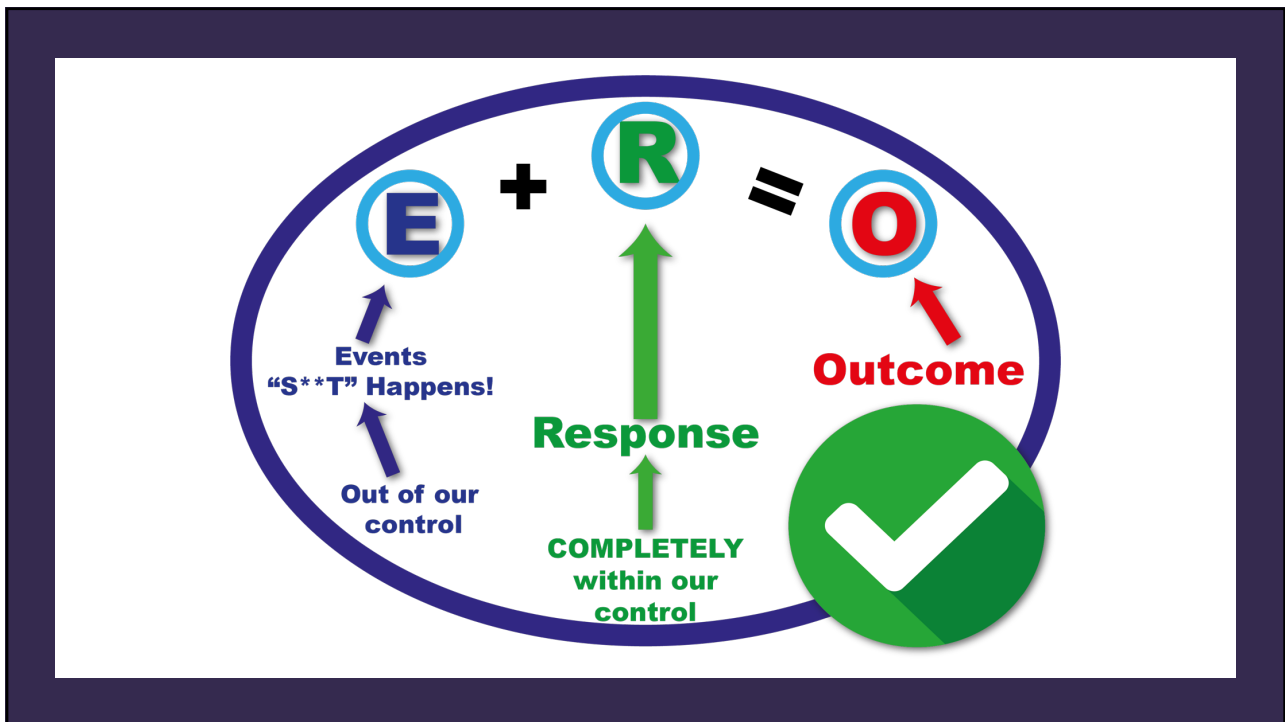 E + R = O
Events
“S**T” Happens!
Out of our
control
Response
COMPLETELY
within our
control
Outcome